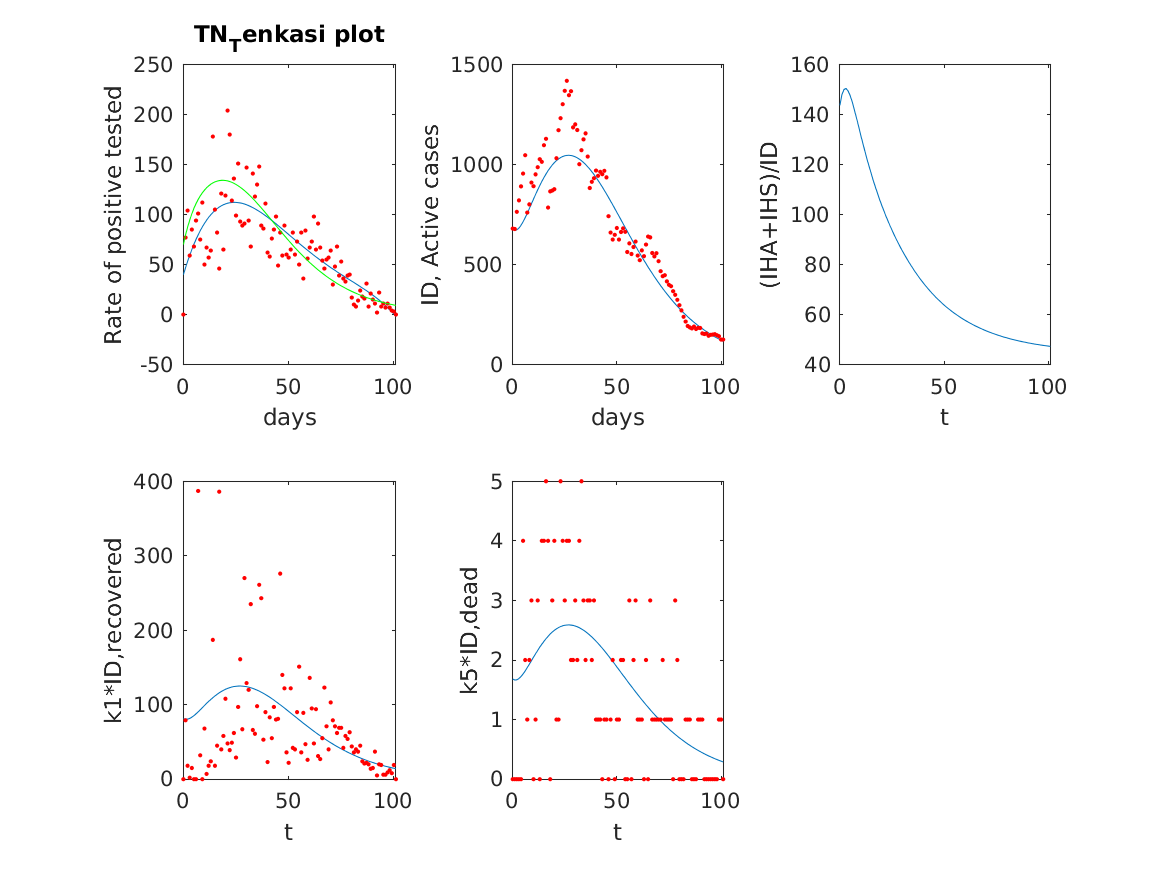 TN_Tenkasi plot
250
200
150
100
50
0
-50
0 50 100
days
Rate of positive tested
1500
1000
500
0
0 50 100
days
ID, Active cases
160
140
120
100
80
60
40
0 50 100
t
(IHA+IHS)/ID
400
300
200
100
0
0 50 100
t
k1*ID,recovered
5
4
3
2
1
0
0 50 100
t
k5*ID,dead